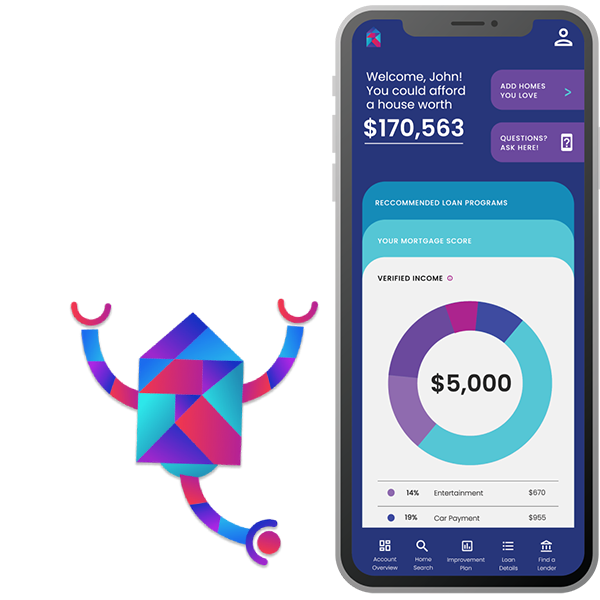 Welcome, John!
You could afford
a house worth
$170,563
ADD HOMES
YOU LOVE
>
QUESTIONS?
ASK HERE!
?
RECCOMMENDED LOAN PROGRAMS
YOUR MORTGAGE SCORE
VERIFIED INCOME
$5,000
14% Entertainment $670
19% Car Payment $955
Account
Overview
Home
Search
Improvement
Plan
Loan
Details
Find a
Lender